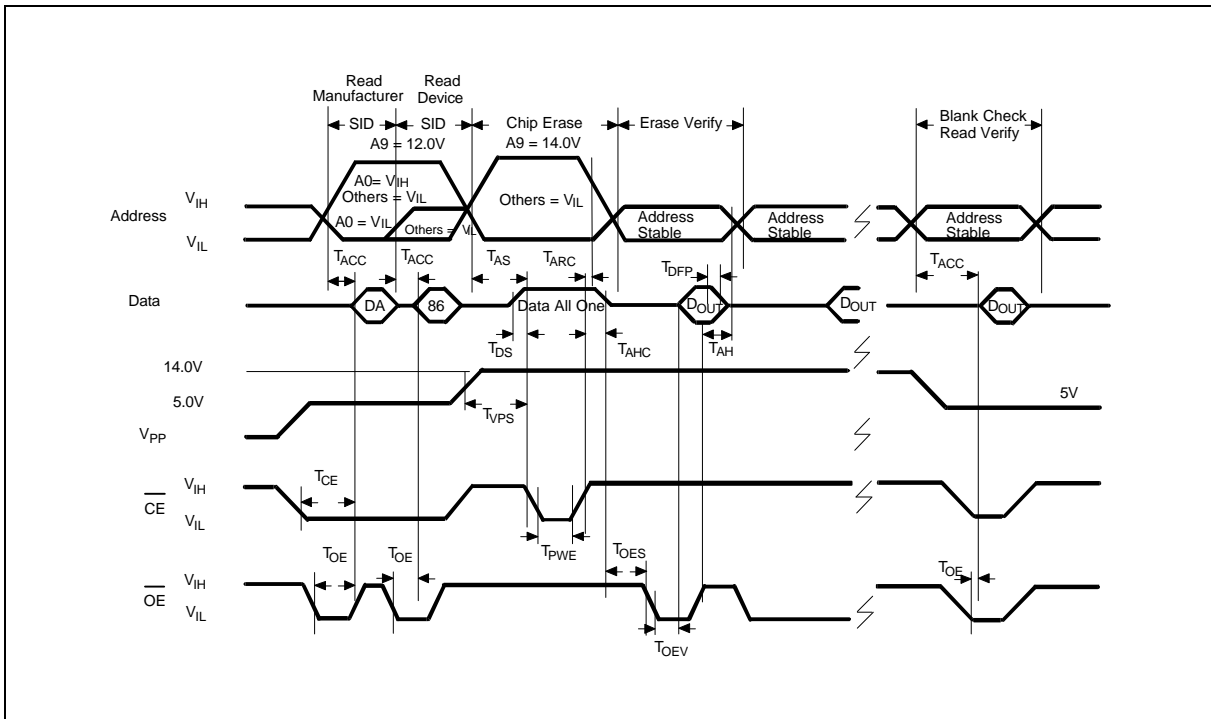 Read Manufacturer
SID
Read Device
SID
Chip Erase
Erase Verify
Blank Check
Read Verify
A9 = 12.0V
A9 = 14.0V
A0= VIH
Others = VIL
A0 = VIL
Others = VIL
Others = VIL
Address
VIH
VIL
Address Stable
Address Stable
Address Stable
TACC
TACC
TAS
TARC
TDFP
TACC
Data
DA
86
Data All One
DOUT
DOUT
DOUT
TDS
TAHC
TAH
14.0V
5.0V
VPP
TVPS
5V
CE
VIH
VIL
TCE
TPWE
OE
VIH
VIL
TOE
TOE
TOES
TOEV
TOE